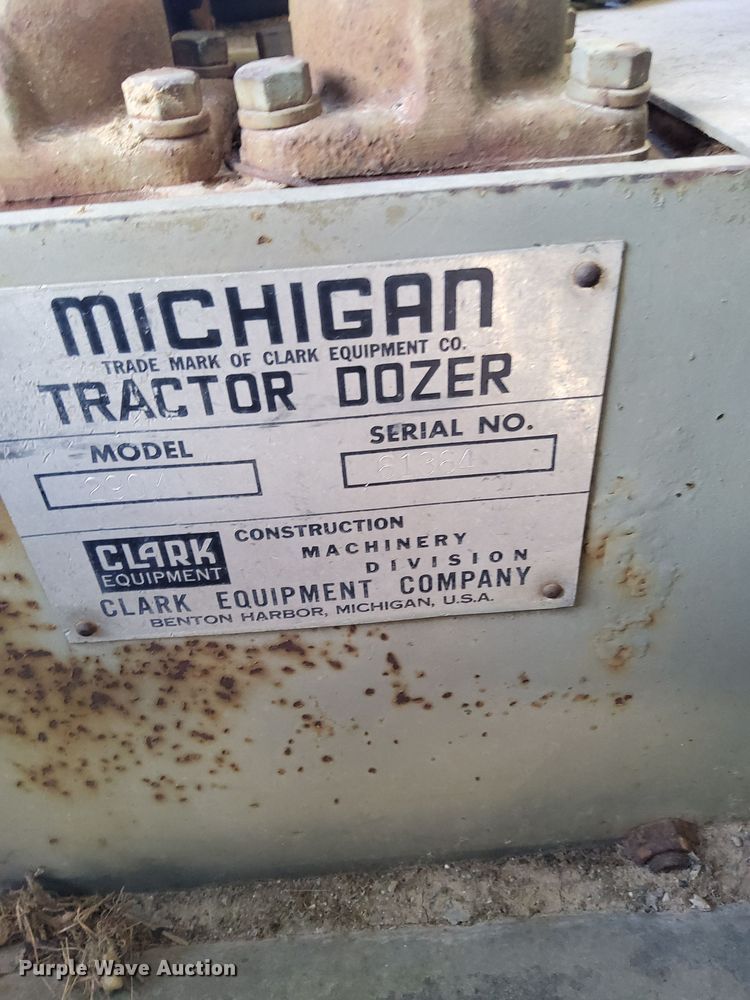 MICHIGAN
TRADE MARK OF CLARK EQUIPMENT CO.
TRACTOR DOZER
MODEL
SERIAL NO.
81384
CLARK
EQUIPMENT
CONSTRUCTION
MACHINERY
DIVISION
CLARK EQUIPMENT COMPANY
BENTON HARBOR, MICHIGAN, U.S.A.
Purple Wave Auction